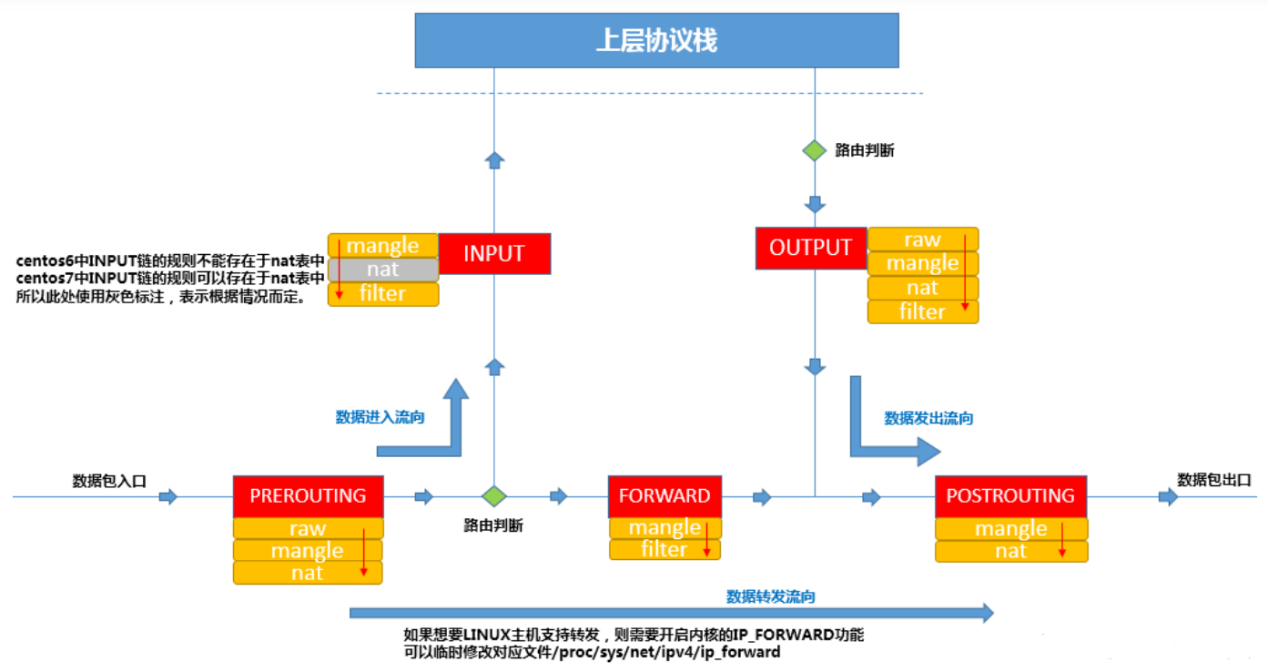 上层协议栈
路由判断
mangle
nat
filter
INPUT
OUTPUT
raw
mangle
nat
filter
centos6中INPUT链的规则不能存在于nat表中
centos7中INPUT链的规则可以存在于nat表中
所以此处使用灰色标注，表示根据情况而定。
数据进入流向
数据发出流向
数据包入口
PREROUTING
raw
mangle
nat
路由判断
FORWARD
mangle
filter
POSTROUTING
mangle
nat
数据包出口
数据转发流向
如果想要LINUX主机支持转发，则需要开启内核的IP_FORWARD功能
可以临时修改对应文件/proc/sys/net/ipv4/ip_forward